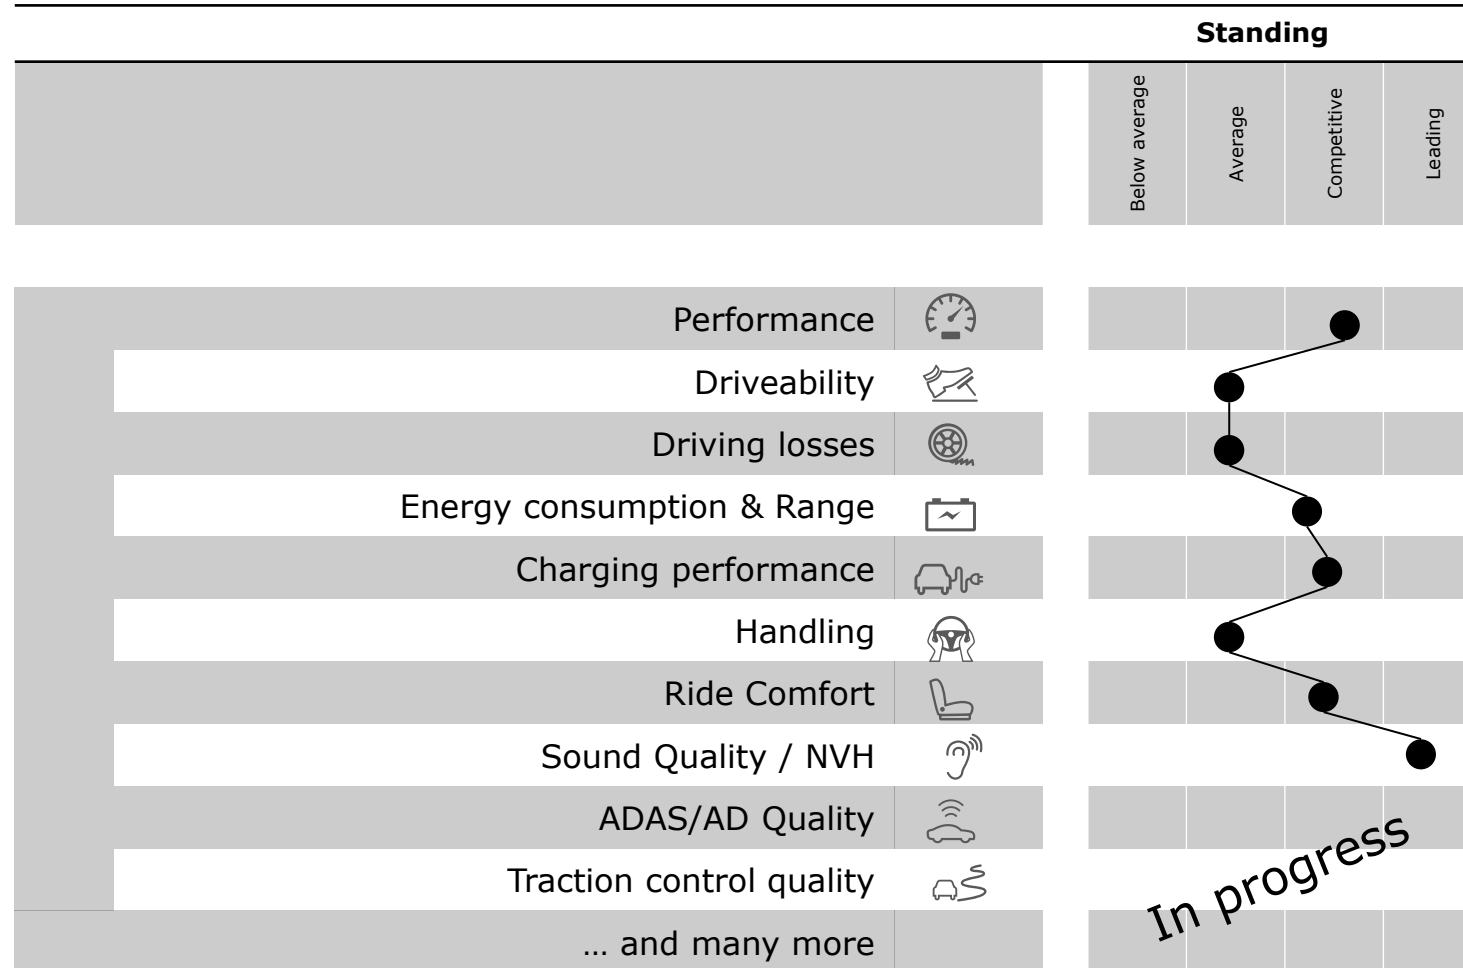 Standing
Below average
Average
Competitive
Leading
Performance
Driveability
Driving losses
Energy consumption & Range
Charging performance
Handling
Ride Comfort
Sound Quality / NVH
ADAS/AD Quality
Traction control quality
… and many more
In progress